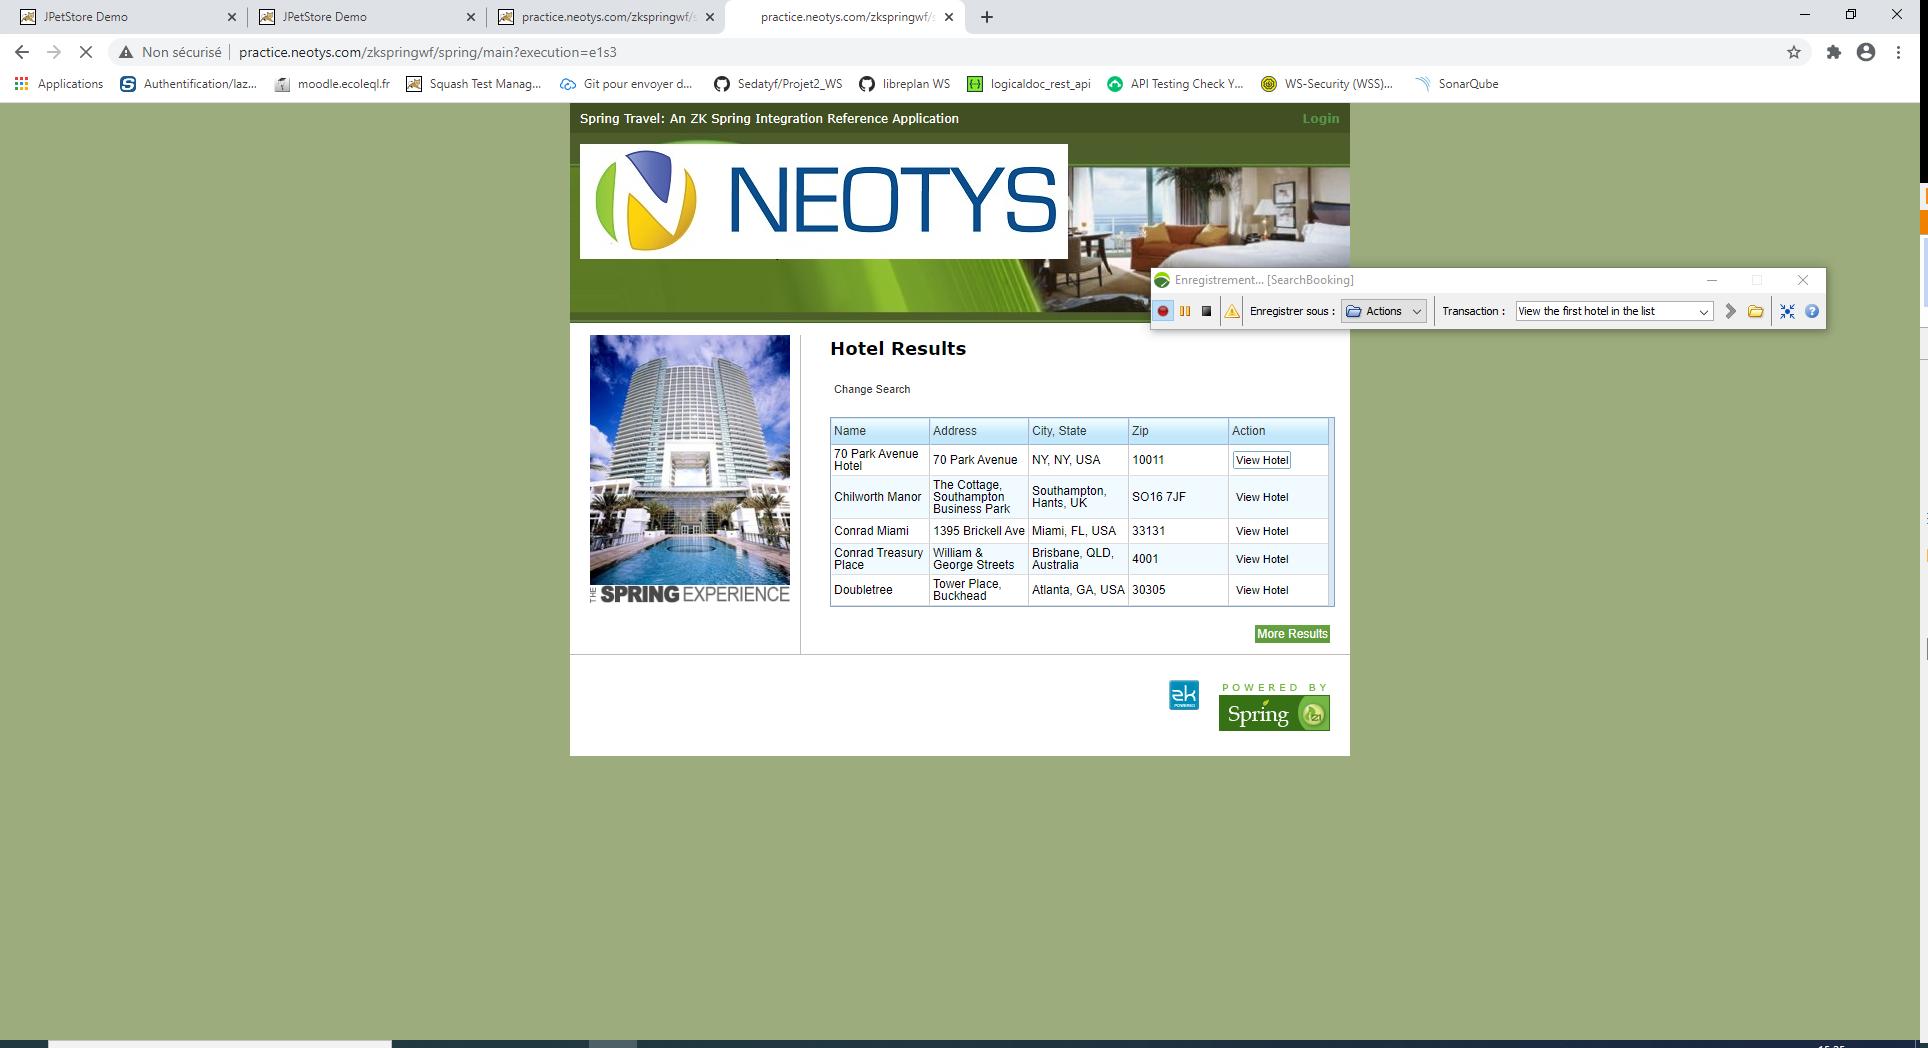 JPetStore Demo
JPetStore Demo
practice.neotys.com/zkspringwf/
practice.neotys.com/zkspringwf/
Non sécurisé
practice.neotys.com/zkspringwf/spring/main?execution=e1s3
Applications
Authentification/laz...
moodle.ecoleql.fr
Squash Test Manag...
Git pour envoyer d...
Sedatyf/Projet2_WS
libreplan WS
logicaldoc_rest_api
API Testing Check Y...
WS-Security (WSS)...
SonarQube
Spring Travel: An ZK Spring Integration Reference Application
Login
NEOTYS
Enregistrement... [SearchBooking]
Enregistrer sous :
Actions
Transaction :
View the first hotel in the list
THE SPRING EXPERIENCE
Hotel Results
Change Search
Name Address City, State Zip Action
70 Park Avenue Hotel 70 Park Avenue NY, NY, USA 10011 View Hotel
Chilworth Manor The Cottage, Southampton Business Park Southampton, Hants, UK SO16 7JF View Hotel
Conrad Miami 1395 Brickell Ave Miami, FL, USA 33131 View Hotel
Conrad Treasury Place William & George Streets Brisbane, QLD, Australia 4001 View Hotel
Doubletree Tower Place, Buckhead Atlanta, GA, USA 30305 View Hotel
More Results
zk
POWERED
POWERED BY
Spring